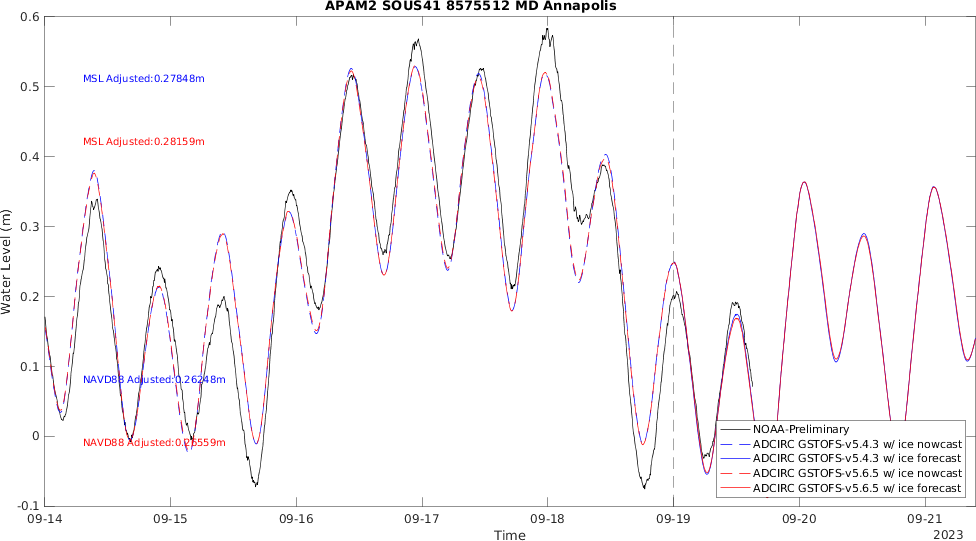 APAM2 SOUS41 8575512 MD Annapolis
0.6
0.5
0.4
0.3
0.2
0.1
0
-0.1
Water Level (m)
MSL Adjusted:0.27848m
MSL Adjusted:0.28159m
NAVD88 Adjusted:0.26248m
NAVD88 Adjusted:0.26559m
NOAA-Preliminary
ADCIRC GSTOFS-v5.4.3 w/ ice nowcast
ADCIRC GSTOFS-v5.4.3 w/ ice forecast
ADCIRC GSTOFS-v5.6.5 w/ ice nowcast
ADCIRC GSTOFS-v5.6.5 w/ ice forecast
09-14 09-15 09-16 09-17 09-18 09-19 09-20 09-21
Time
2023